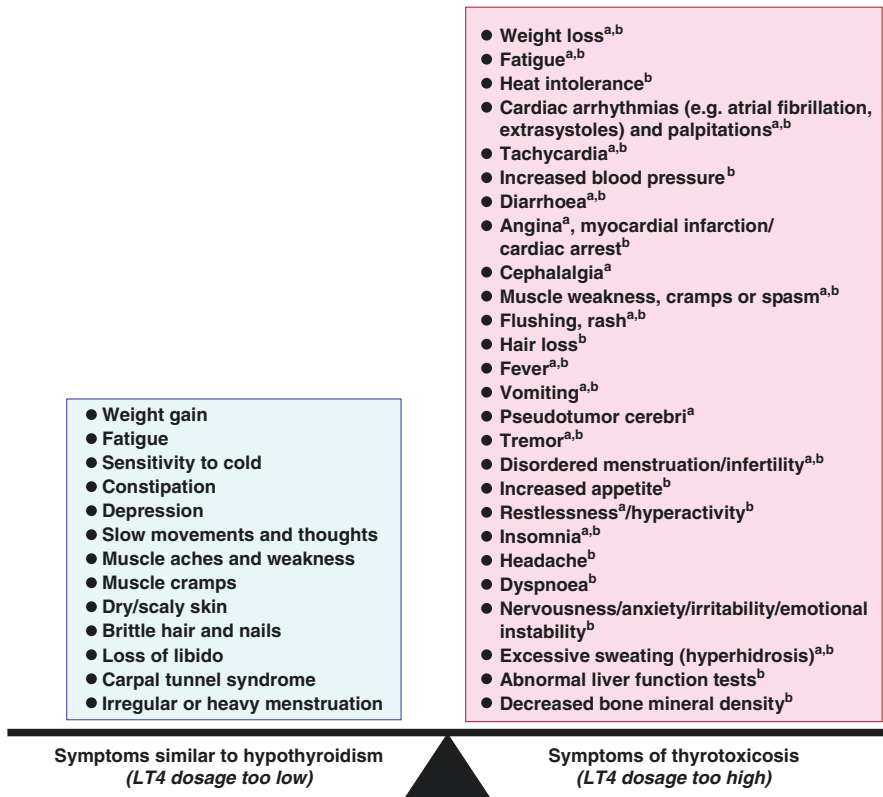 ● Weight gain
● Fatigue
● Sensitivity to cold
● Constipation
● Depression
● Slow movements and thoughts
● Muscle aches and weakness
● Muscle cramps
● Dry/scaly skin
● Brittle hair and nails
● Loss of libido
● Carpal tunnel syndrome
● Irregular or heavy menstruation
Symptoms similar to hypothyroidism
(LT4 dosage too low)
● Weight loss^a,b
● Fatigue^a,b
● Heat intolerance^b
● Cardiac arrhythmias (e.g. atrial fibrillation,
extrasystoles) and palpitations^a,b
● Tachycardia^a,b
● Increased blood pressure^b
● Diarrhoea^a,b
● Angina^a, myocardial infarction/
cardiac arrest^b
● Cephalalgia^a
● Muscle weakness, cramps or spasm^a,b
● Flushing, rash^a,b
● Hair loss^b
● Fever^a,b
● Vomiting^a,b
● Pseudotumor cerebri^a
● Tremor^a,b
● Disordered menstruation/infertility^a,b
● Increased appetite^b
● Restlessness^a/hyperactivity^b
● Insomnia^a,b
● Headache^b
● Dyspnoea^b
● Nervousness/anxiety/irritability/emotional
instability^b
● Excessive sweating (hyperhidrosis)^a,b
● Abnormal liver function tests^b
● Decreased bone mineral density^b
Symptoms of thyrotoxicosis
(LT4 dosage too high)